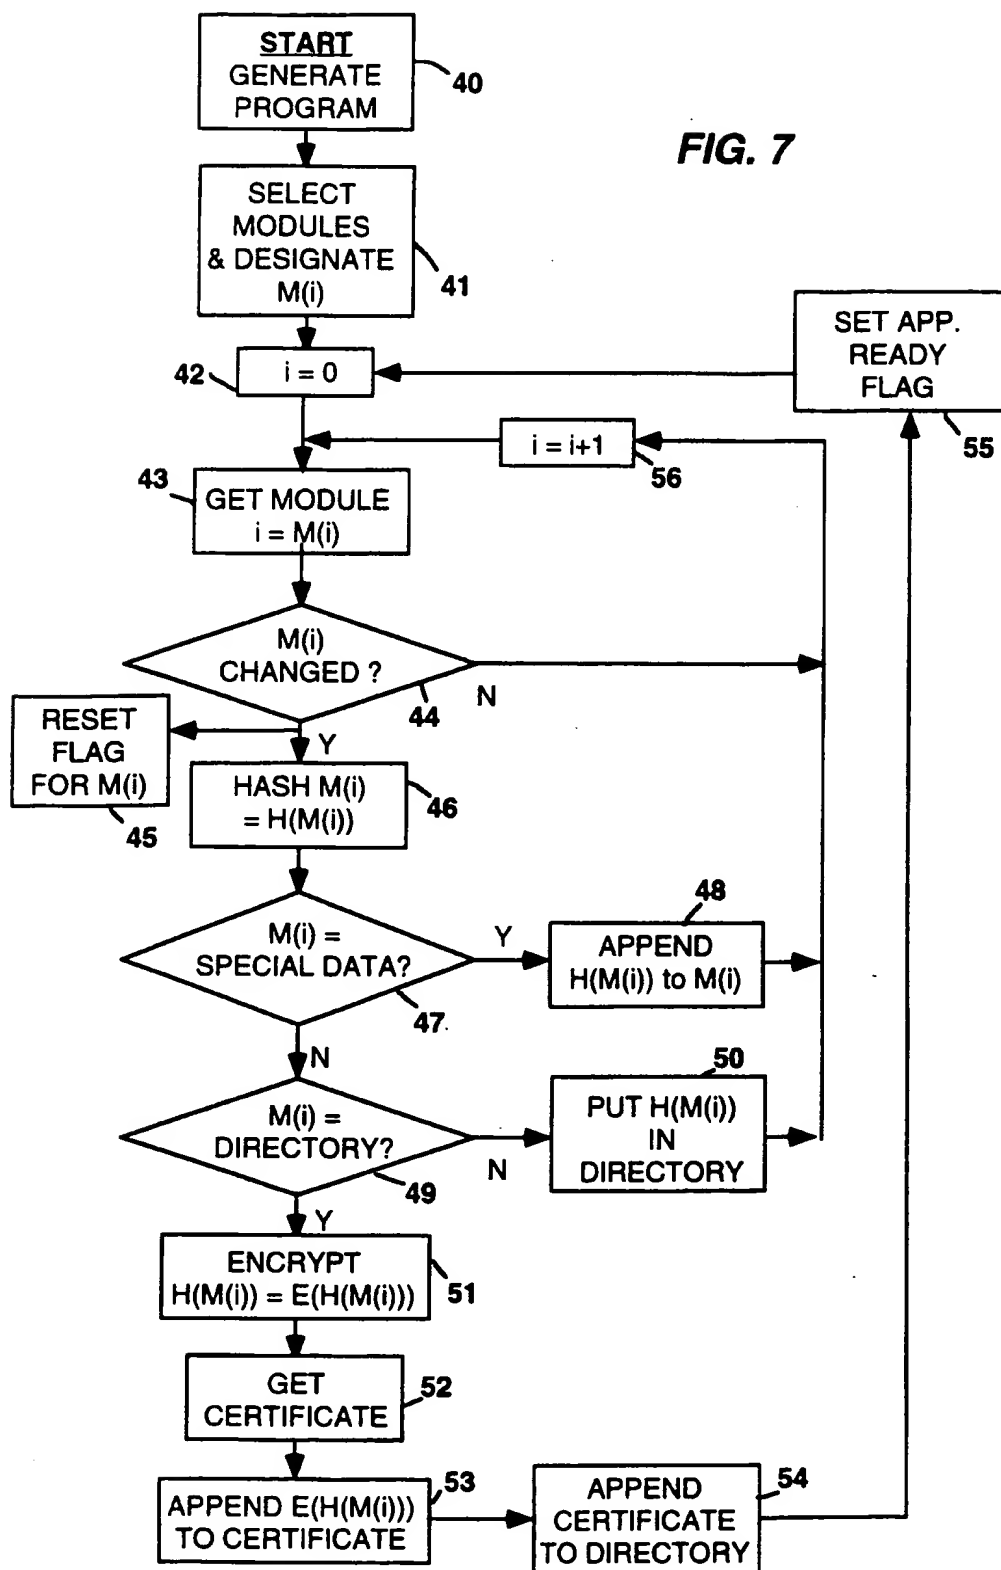 START
GENERATE
PROGRAM
40
FIG. 7
SELECT
MODULES
& DESIGNATE
M(i)
41
SET APP.
READY
FLAG
55
42
i = 0
i = i+1
56
43
GET MODULE
i = M(i)
M(i)
CHANGED ?
44
N
RESET
FLAG
FOR M(i)
45
Y
HASH M(i)
= H(M(i))
46
M(i) =
SPECIAL DATA?
47
Y
48
APPEND
H(M(i)) to M(i)
N
M(i) =
DIRECTORY?
49
N
50
PUT H(M(i))
IN
DIRECTORY
Y
ENCRYPT
H(M(i)) = E(H(M(i)))
51
GET
CERTIFICATE
52
APPEND E(H(M(i)))
TO CERTIFICATE
53
APPEND
CERTIFICATE
TO DIRECTORY
54